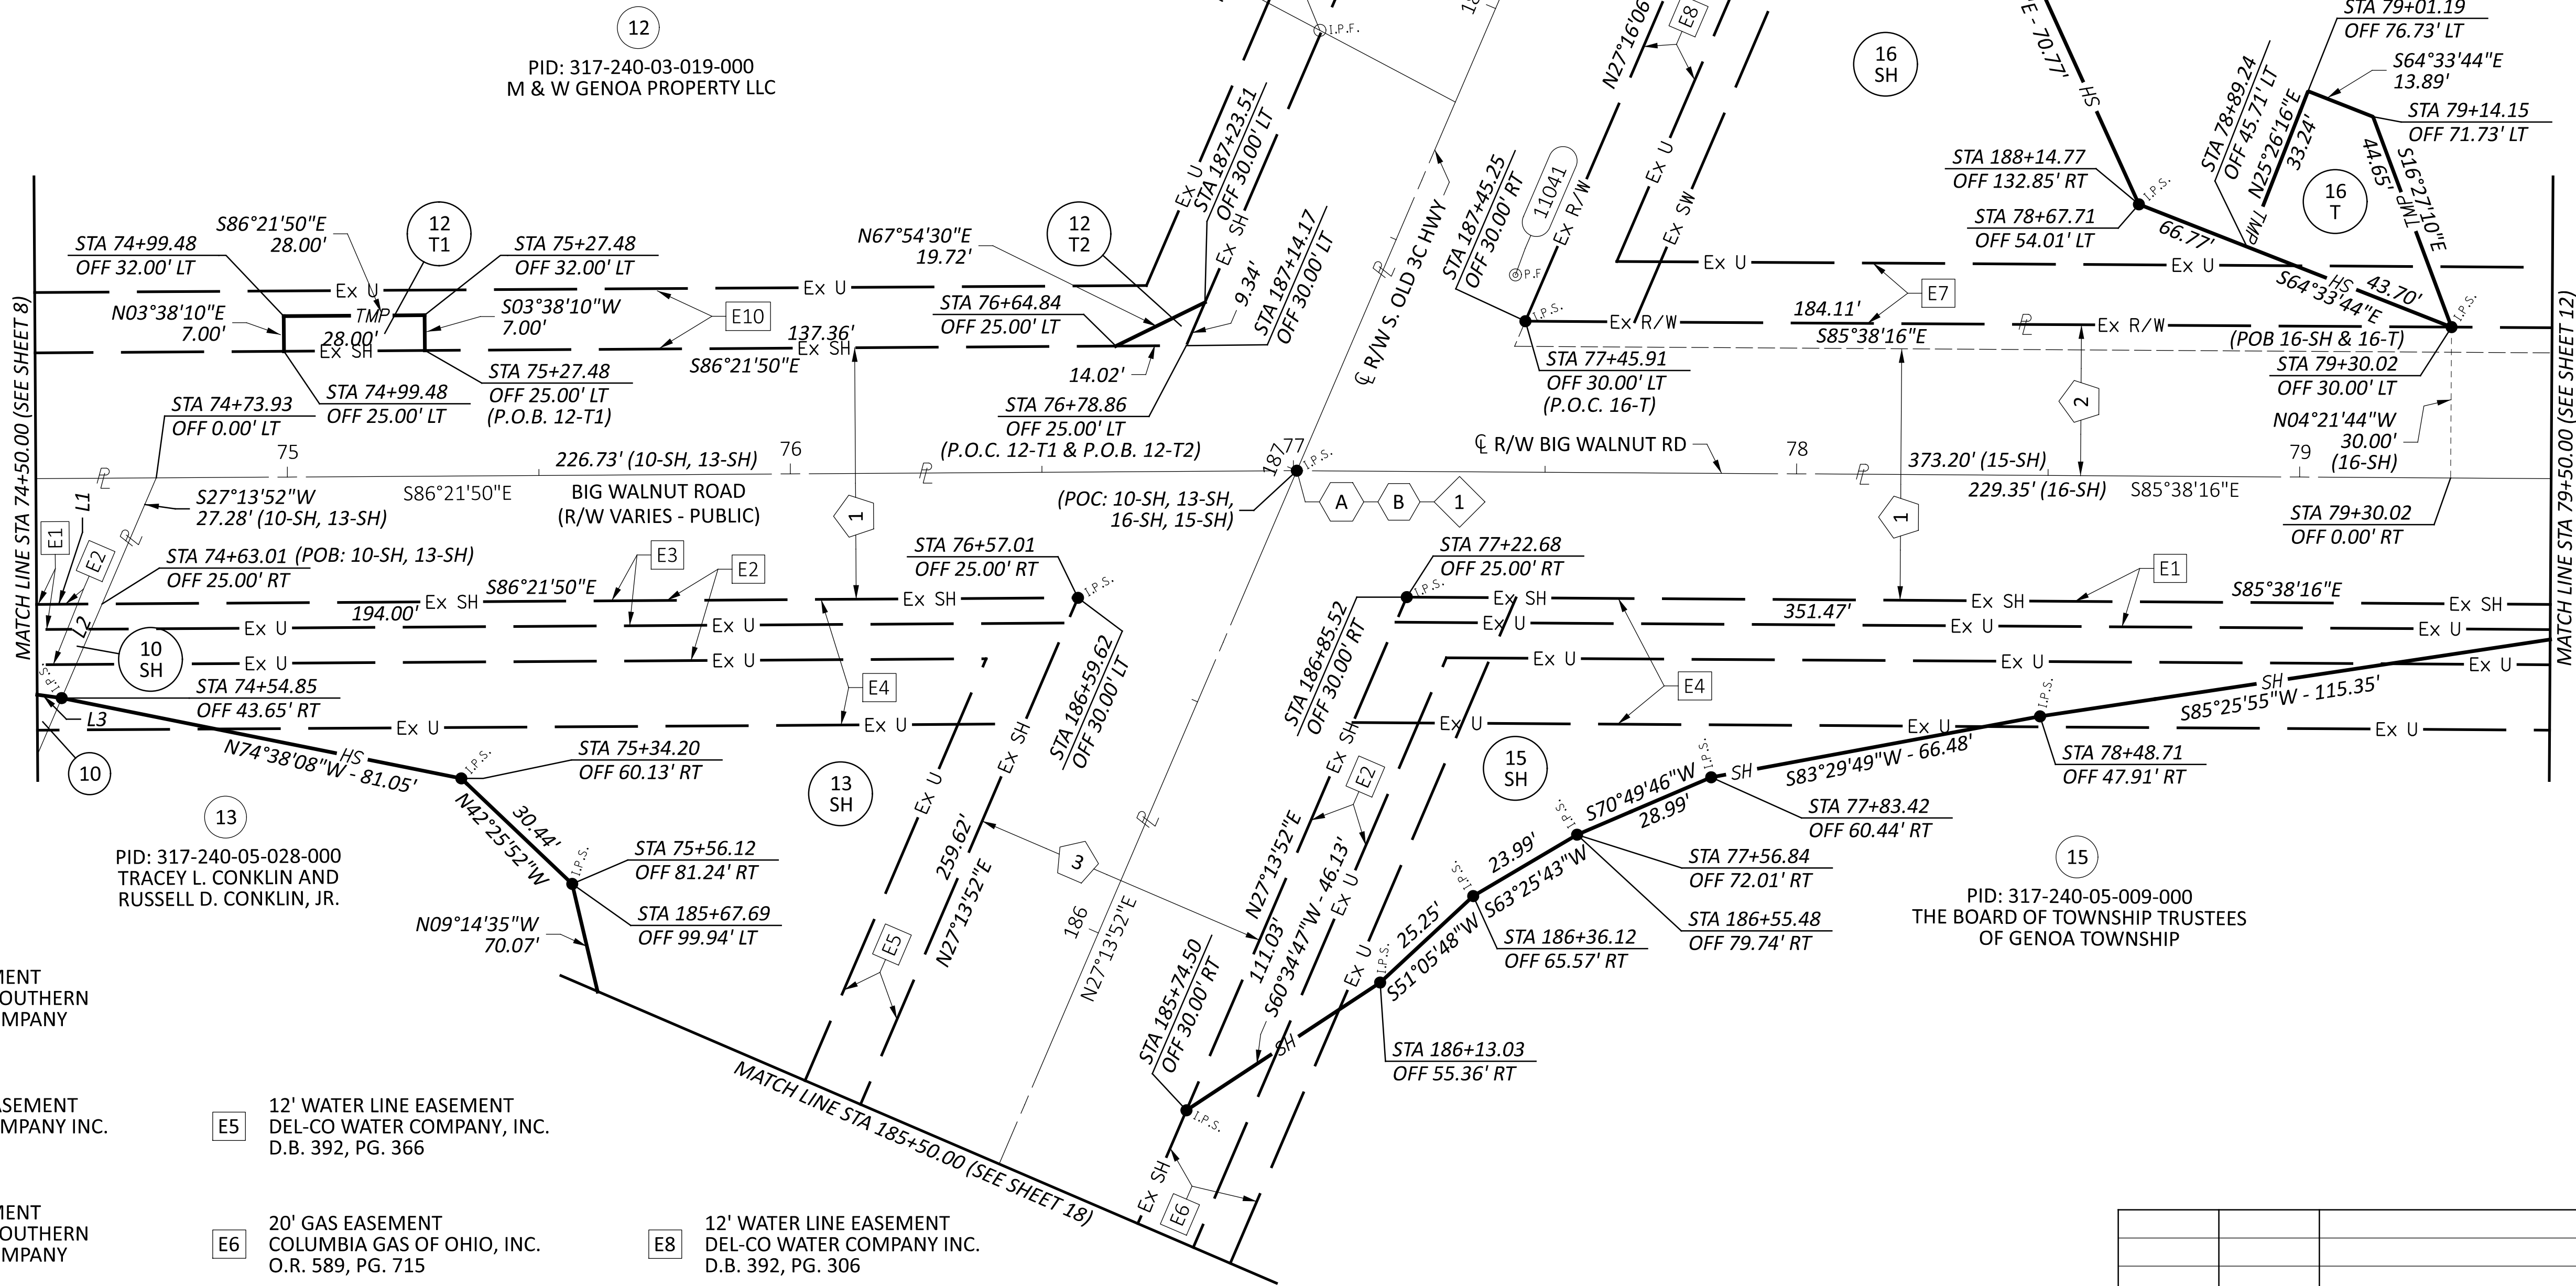 12
PID: 317-240-03-019-000
M & W GENOA PROPERTY LLC
I.P.F.
N27°16'06
E8
16
SH
E - 70.77'
HS
STA 79+01.19
OFF 76.73' LT
S64°33'44"E
13.89'
STA 79+14.15
OFF 71.73' LT
STA 78+89.24
OFF 45.71' LT
N25°26'16"E
33.24'
TMP
S16°27'10"E
44.65'
TMP
16
T
STA 188+14.77
OFF 132.85' RT
STA 78+67.71
OFF 54.01' LT
I.P.S.
66.77'
HS
S64°33'44"E
43.70'
I.P.S.
MATCH LINE STA 74+50.00 (SEE SHEET 8)
STA 74+99.48
OFF 32.00' LT
S86°21'50"E
28.00'
12
T1
STA 75+27.48
OFF 32.00' LT
N67°54'30"E
19.72'
12
T2
STA 187+23.51
OFF 30.00' LT
Ex U
Ex SH
STA 187+14.17
OFF 30.00' LT
9.34'
PL
STA 187+45.25
OFF 30.00' RT
11041
P.F
Ex R/W
Ex U
Ex SW
Ex U
Ex U
E7
Ex U
Ex U
N03°38'10"E
7.00'
TMP
28.00'
Ex SH
S03°38'10"W
7.00'
E10
137.36'
Ex SH
S86°21'50"E
STA 76+64.84
OFF 25.00' LT
14.02'
℄ R/W S. OLD 3C HWY
I.P.S.
Ex R/W
184.11'
S85°38'16"E
PL
Ex R/W
(POB 16-SH & 16-T)
STA 79+30.02
OFF 30.00' LT
STA 74+99.48
OFF 25.00' LT
STA 75+27.48
OFF 25.00' LT
(P.O.B. 12-T1)
STA 76+78.86
OFF 25.00' LT
(P.O.C. 12-T1 & P.O.B. 12-T2)
STA 77+45.91
OFF 30.00' LT
(P.O.C. 16-T)
2
N04°21'44"W
30.00'
(16-SH)
MATCH LINE STA 79+50.00 (SEE SHEET 12)
STA 74+73.93
OFF 0.00' LT
75
226.73' (10-SH, 13-SH)
76
PL
187
77
I.P.S.
℄ R/W BIG WALNUT RD
78
PL
373.20' (15-SH)
79
PL
S27°13'52"W
27.28' (10-SH, 13-SH)
S86°21'50"E
BIG WALNUT ROAD
(R/W VARIES - PUBLIC)
1
(POC: 10-SH, 13-SH,
16-SH, 15-SH)
A
B
1
229.35' (16-SH)
S85°38'16"E
1
STA 79+30.02
OFF 0.00' RT
E1
L1
E2
PL
STA 74+63.01 (POB: 10-SH, 13-SH)
OFF 25.00' RT
E3
E2
STA 76+57.01
OFF 25.00' RT
STA 77+22.68
OFF 25.00' RT
E1
S86°21'50"E
Ex SH
194.00'
Ex SH
I.P.S.
I.P.S.
Ex SH
351.47'
Ex SH
S85°38'16"E
Ex SH
L2
Ex U
Ex U
Ex U
Ex U
Ex U
10
SH
Ex U
Ex U
Ex U
Ex U
Ex U
I.P.S.
STA 74+54.85
OFF 43.65' RT
E4
STA 186+59.62
OFF 30.00' LT
STA 186+85.52
OFF 30.00' RT
E4
I.P.S.
SH
S85°25'55"W - 115.35'
L3
Ex U
Ex U
Ex SH
Ex U
Ex U
Ex U
10
HS
N74°38'08"W - 81.05'
I.P.S.
STA 75+34.20
OFF 60.13' RT
13
SH
Ex U
Ex SH
E2
15
SH
I.P.S.
SH
S83°29'49"W - 66.48'
STA 78+48.71
OFF 47.91' RT
13
PID: 317-240-05-028-000
TRACEY L. CONKLIN AND
RUSSELL D. CONKLIN, JR.
30.44'
N42°25'52"W
I.P.S.
STA 75+56.12
OFF 81.24' RT
PL
S70°49'46"W
28.99'
STA 77+83.42
OFF 60.44' RT
STA 185+67.69
OFF 99.94' LT
N09°14'35"W
70.07'
259.62'
N27°13'52"E
3
186
N27°13'52"E
N27°13'52"E
111.03'
S60°34'47"W - 46.13'
Ex U
I.P.S.
I.P.S.
23.99'
S63°25'43"W
STA 77+56.84
OFF 72.01' RT
STA 186+55.48
OFF 79.74' RT
15
PID: 317-240-05-009-000
THE BOARD OF TOWNSHIP TRUSTEES
OF GENOA TOWNSHIP
E5
25.25'
S51°05'48"W
I.P.S.
STA 186+36.12
OFF 65.57' RT
Ex U
STA 185+74.50
OFF 30.00' RT
SH
STA 186+13.03
OFF 55.36' RT
MENT
OUTHERN
OMPANY
MATCH LINE STA 185+50.00 (SEE SHEET 18)
I.P.S.
Ex SH
E6
ASEMENT
OMPANY INC.
E5
12' WATER LINE EASEMENT
DEL-CO WATER COMPANY, INC.
D.B. 392, PG. 366
MENT
OUTHERN
OMPANY
E6
20' GAS EASEMENT
COLUMBIA GAS OF OHIO, INC.
O.R. 589, PG. 715
E8
12' WATER LINE EASEMENT
DEL-CO WATER COMPANY INC.
D.B. 392, PG. 306